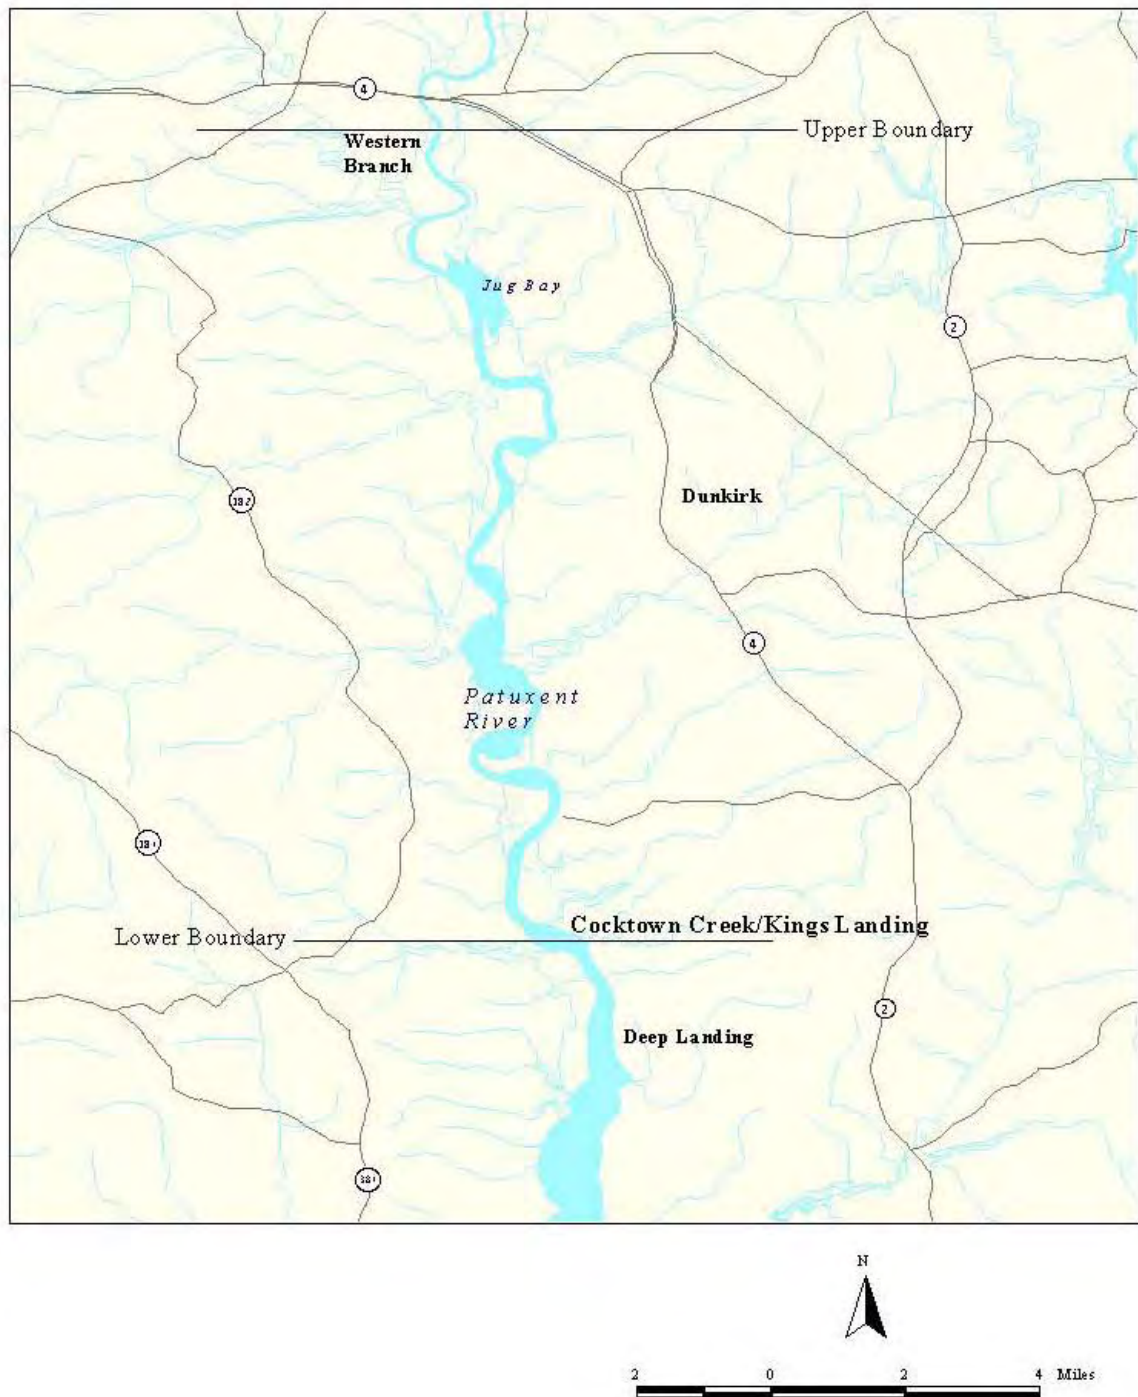 4
Upper Boundary
Western
Branch
Jug Bay
2
382
Dunkirk
4
Patuxent
River
381
Cocktown Creek/Kings Landing
Lower Boundary
2
Deep Landing
381
N
2 0 2 4 Miles